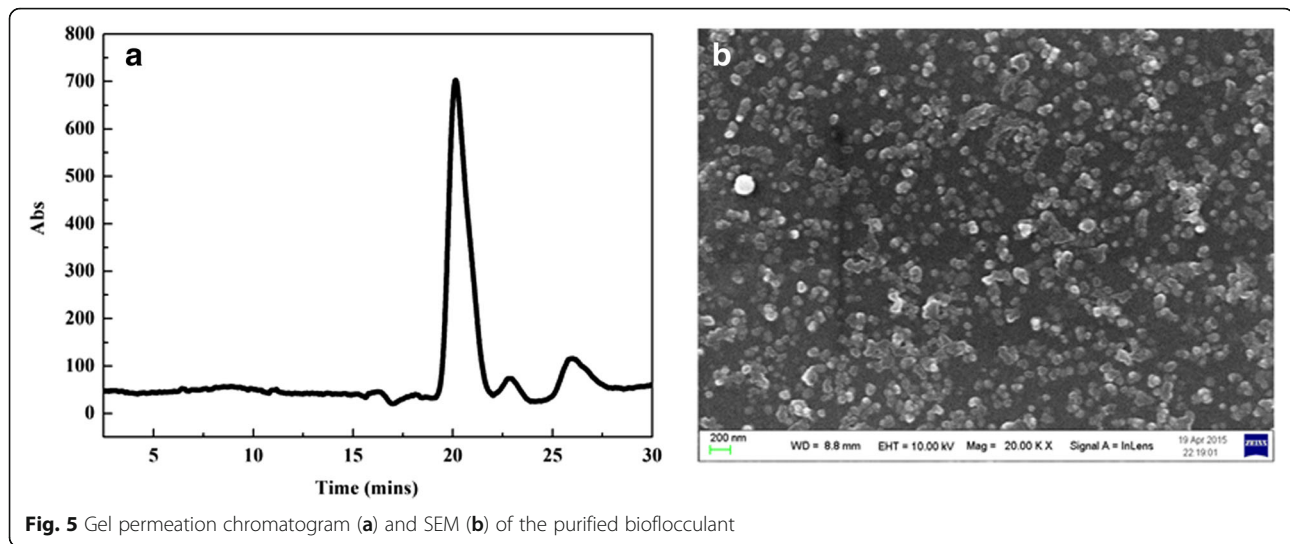 a
800
700
600
500
400
300
200
100
0
Abs
5
10
15
20
25
30
Time (mins)
b
200 nm
WD = 8.8 mm
EHT = 10.00 kV
Mag = 20.00 K X
Signal A = InLens
19 Apr 2015
22:19:01
ZEISS
Fig. 5 Gel permeation chromatogram (a) and SEM (b) of the purified bioflocculant